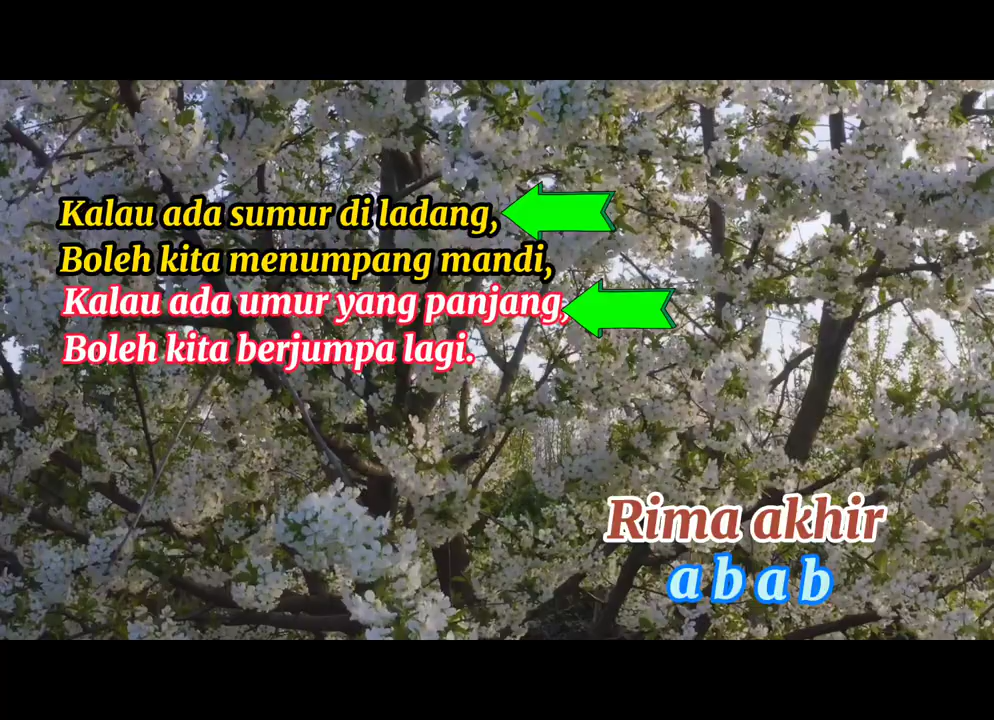 Kalau ada sumur di ladang,
Boleh kita menumpang mandi,
Kalau ada umur yang panjang,
Boleh kita berjumpa lagi.
Rima akhir
a b a b